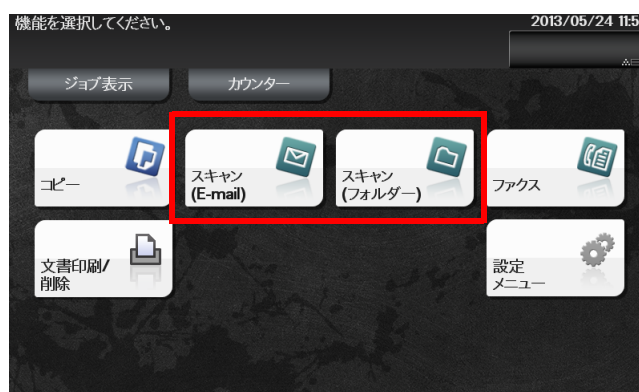 機能を選択してください。
2013/05/24 11:5
ジョブ表示
カウンター
コピー
スキャン
(E-mail)
スキャン
(フォルダー)
ファクス
文書印刷/
削除
設定
メニュー